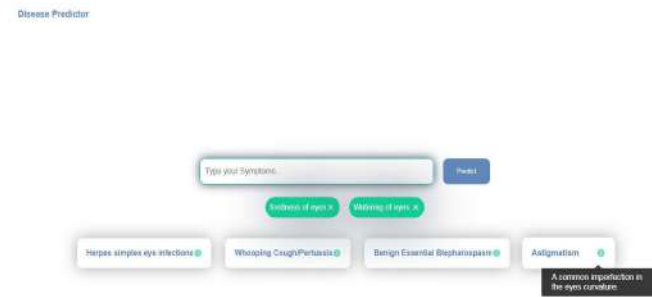 Disease Predictor
Type your Symptoms...
Predict
Redness of eyes ×
Watering of eyes ×
Herpes simplex eye infections
Whooping Cough/Pertussis
Benign Essential Blepharospasm
Astigmatism
A common imperfection in
the eyes curvature